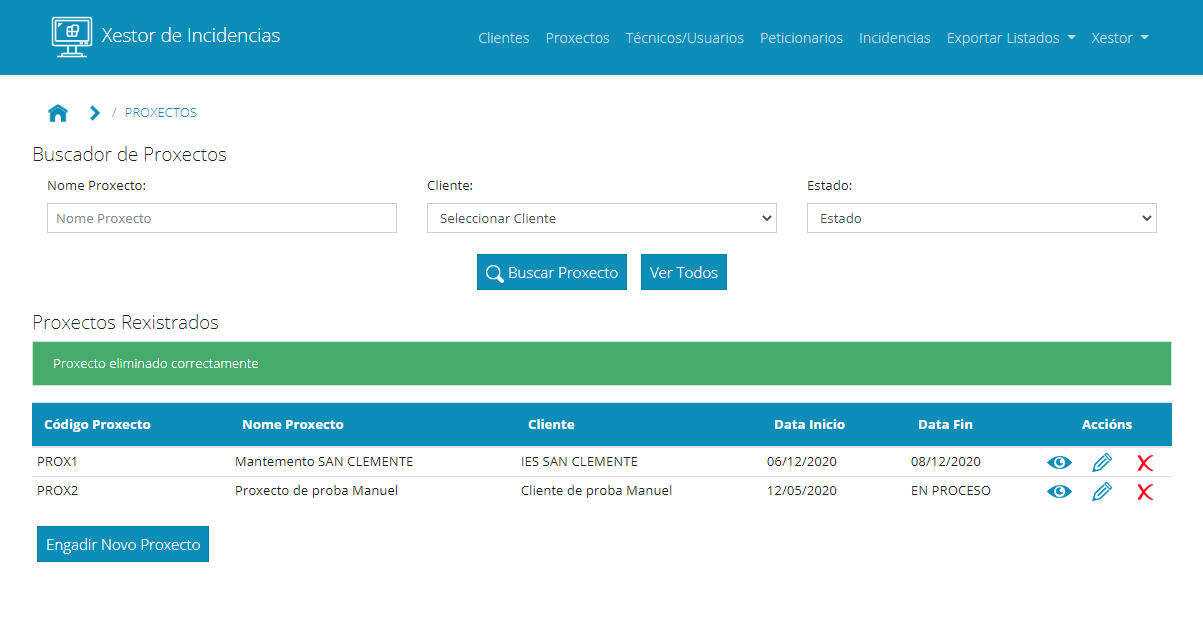 Xestor de Incidencias
Clientes Proxectos Técnicos/Usuarios Peticionarios Incidencias Exportar Listados Xestor
/ PROXECTOS
Buscador de Proxectos
Nome Proxecto: Cliente: Estado:
Nome Proxecto Seleccionar Cliente Estado
Buscar Proxecto Ver Todos
Proxectos Rexistrados
Proxecto eliminado correctamente
Código Proxecto Nome Proxecto Cliente Data Inicio Data Fin Accións
PROX1 Mantemento SAN CLEMENTE IES SAN CLEMENTE 06/12/2020 08/12/2020
PROX2 Proxecto de proba Manuel Cliente de proba Manuel 12/05/2020 EN PROCESO
Engadir Novo Proxecto